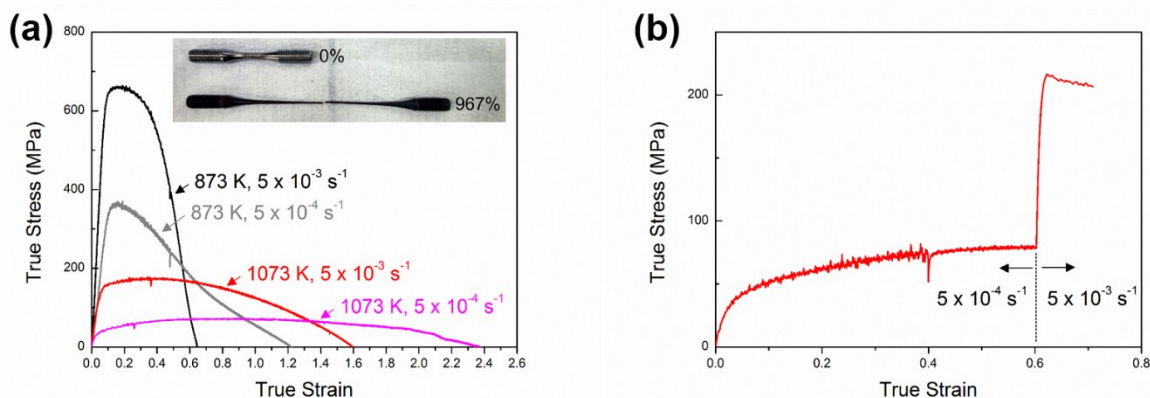 (a)
800
600
400
200
0
0.0 0.2 0.4 0.6 0.8 1.0 1.2 1.4 1.6 1.8 2.0 2.2 2.4 2.6
True Stress (MPa)
True Strain
0%
967%
873 K, 5 x 10⁻³ s⁻¹
873 K, 5 x 10⁻⁴ s⁻¹
1073 K, 5 x 10⁻³ s⁻¹
1073 K, 5 x 10⁻⁴ s⁻¹
(b)
200
100
0
0.0 0.2 0.4 0.6 0.8
True Stress (MPa)
True Strain
5 x 10⁻⁴ s⁻¹
5 x 10⁻³ s⁻¹